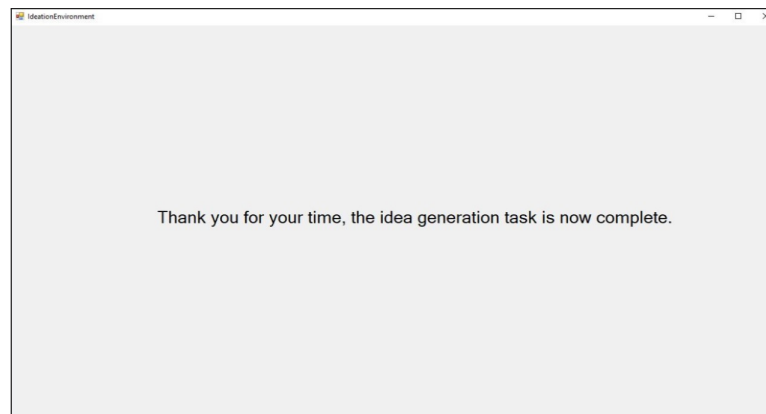 IdeationEnvironment
Thank you for your time, the idea generation task is now complete.